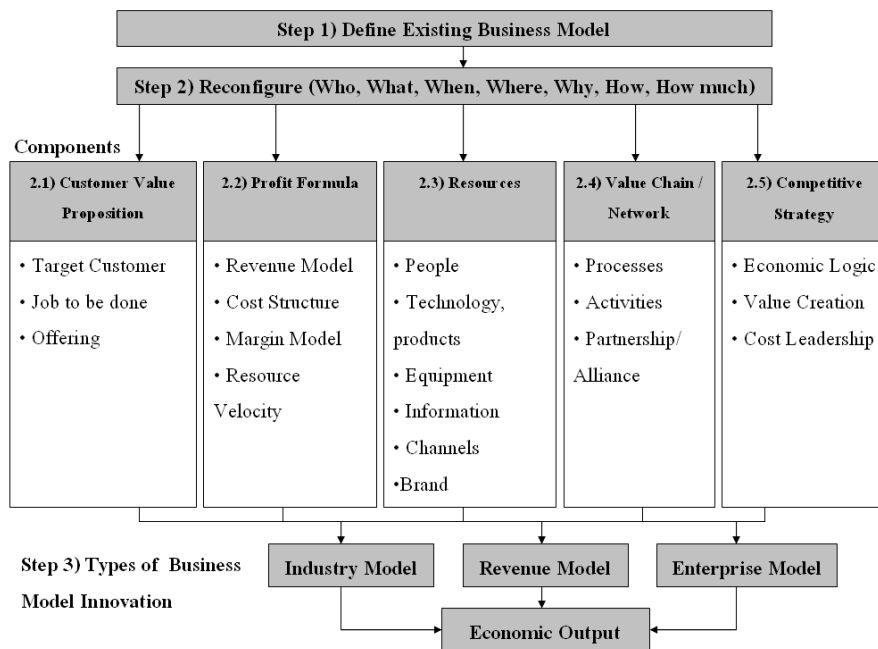 Step 1) Define Existing Business Model
Step 2) Reconfigure (Who, What, When, Where, Why, How, How much)
Components
2.1) Customer Value
Proposition
• Target Customer
• Job to be done
• Offering
2.2) Profit Formula
• Revenue Model
• Cost Structure
• Margin Model
• Resource
Velocity
2.3) Resources
• People
• Technology,
products
• Equipment
• Information
• Channels
•Brand
2.4) Value Chain /
Network
• Processes
• Activities
• Partnership/
Alliance
2.5) Competitive
Strategy
• Economic Logic
• Value Creation
• Cost Leadership
Step 3) Types of Business
Model Innovation
Industry Model
Revenue Model
Enterprise Model
Economic Output